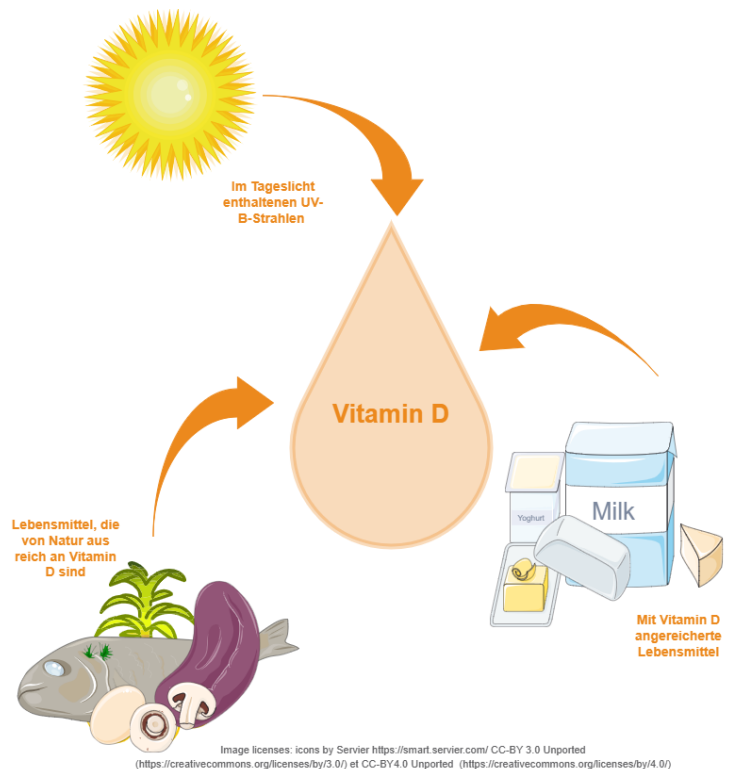 Im Tageslicht
enthaltenen UV-
B-Strahlen
Vitamin D
Lebensmittel, die
von Natur aus
reich an Vitamin
D sind
Yoghurt
Milk
Mit Vitamin D
angereicherte
Lebensmittel
Image licenses: icons by Servier https://smart.servier.com/ CC-BY 3.0 Unported
(https://creativecommons.org/licenses/by/3.0/) et CC-BY4.0 Unported (https://creativecommons.org/licenses/by/4.0/)